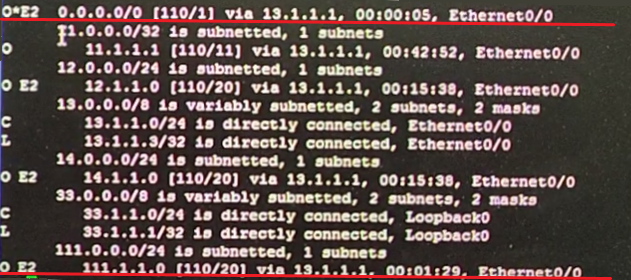 O*E2 0.0.0.0/0 [110/1] via 13.1.1.1, 00:00:05, Ethernet0/0
11.0.0.0/32 is subnetted, 1 subnets
O 11.1.1.1 [110/11] via 13.1.1.1, 00:42:52, Ethernet0/0
12.0.0.0/24 is subnetted, 1 subnets
O E2 12.1.1.0 [110/20] via 13.1.1.1, 00:15:38, Ethernet0/0
13.0.0.0/8 is variably subnetted, 2 subnets, 2 masks
C 13.1.1.0/24 is directly connected, Ethernet0/0
L 13.1.1.3/32 is directly connected, Ethernet0/0
14.0.0.0/24 is subnetted, 1 subnets
O E2 14.1.1.0 [110/20] via 13.1.1.1, 00:15:38, Ethernet0/0
33.0.0.0/8 is variably subnetted, 2 subnets, 2 masks
C 33.1.1.0/24 is directly connected, Loopback0
L 33.1.1.1/32 is directly connected, Loopback0
111.0.0.0/24 is subnetted, 1 subnets
O E2 111.1.1.0 [110/20] via 13.1.1.1, 00:01:29, Ethernet0/0